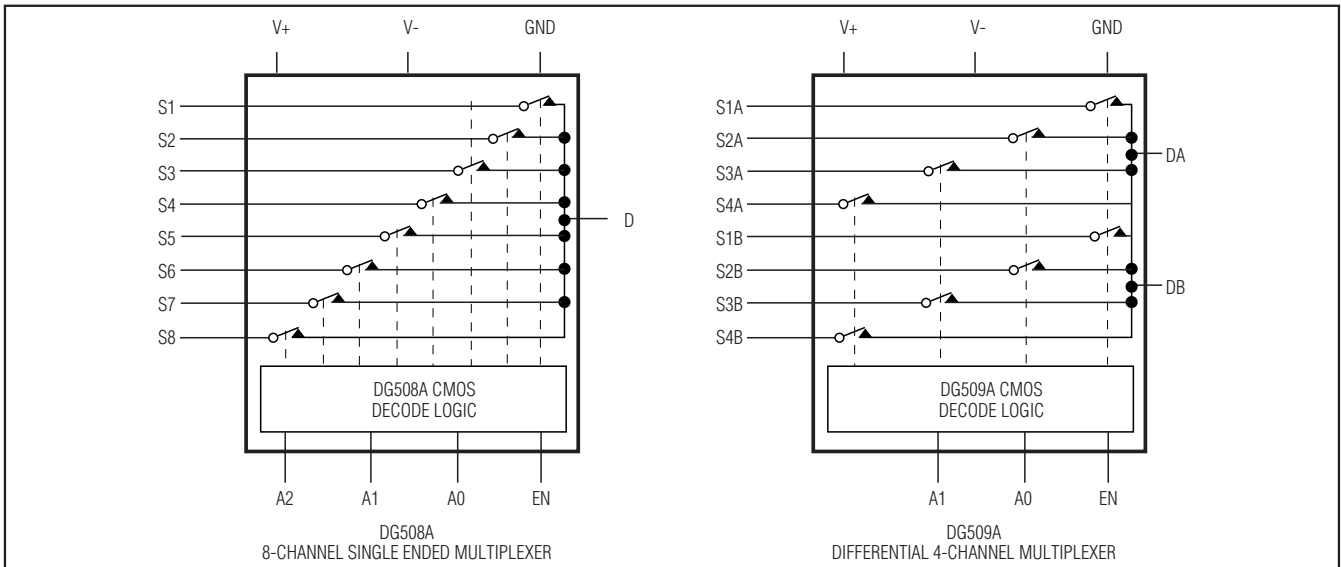 V+ V- GND
S1
S2
S3
S4
S5
S6
S7
S8
D
DG508A CMOS
DECODE LOGIC
A2 A1 A0 EN
DG508A
8-CHANNEL SINGLE ENDED MULTIPLEXER
V+ V- GND
S1A
S2A
DA
S3A
S4A
S1B
S2B
DB
S3B
S4B
DG509A CMOS
DECODE LOGIC
A1 A0 EN
DG509A
DIFFERENTIAL 4-CHANNEL MULTIPLEXER